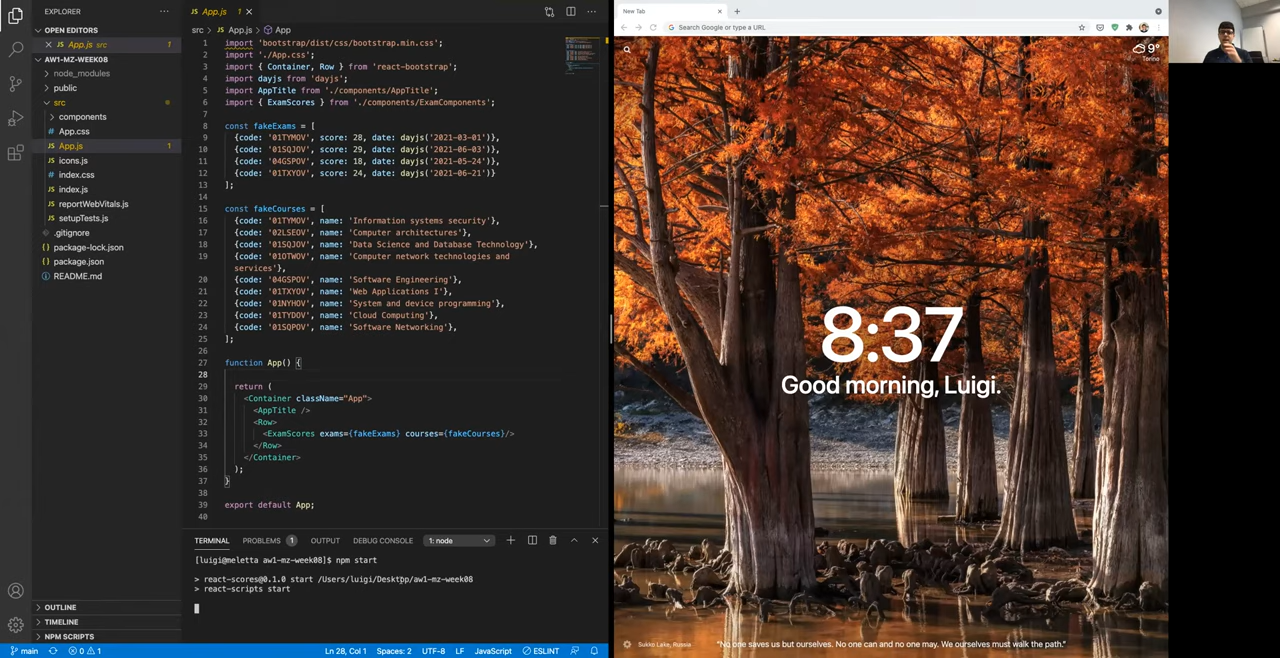 EXPLORER
OPEN EDITORS
App.js 1
AW1-MZ-WEEK08
node_modules
public
src
components
App.css
App.js 1
icons.js
index.css
index.js
reportWebVitals.js
setupTests.js
.gitignore
package-lock.json
package.json
README.md
OUTLINE
TIMELINE
NPM SCRIPTS
App.js 1
src > App.js > App
1 import 'bootstrap/dist/css/bootstrap.min.css';
2 import './App.css';
3 import { Container, Row } from 'react-bootstrap';
4 import dayjs from 'dayjs';
5 import AppTitle from './components/AppTitle';
6 import { ExamScores } from './components/ExamComponents';
7
8 const fakeExams = [
9 {code: '01TYMOV', score: 28, date: dayjs('2021-03-01')},
10 {code: '01SQJOV', score: 29, date: dayjs('2021-06-03')},
11 {code: '04GSPOV', score: 18, date: dayjs('2021-05-24')},
12 {code: '01TXYOV', score: 24, date: dayjs('2021-06-21')}
13 ];
14
15 const fakeCourses = [
16 {code: '01TYMOV', name: 'Information systems security'},
17 {code: '02LSEOV', name: 'Computer architectures'},
18 {code: '01SQJOV', name: 'Data Science and Database Technology'},
19 {code: '01OTWOV', name: 'Computer network technologies and
services'},
20 {code: '04GSPOV', name: 'Software Engineering'},
21 {code: '01TXYOV', name: 'Web Applications I'},
22 {code: '01NYHOV', name: 'System and device programming'},
23 {code: '01TYDOV', name: 'Cloud Computing'},
24 {code: '01SQPOV', name: 'Software Networking'},
25 ];
26
27 function App() {
28
29 return (
30 <Container className="App">
31 <AppTitle />
32 <Row>
33 <ExamScores exams={fakeExams} courses={fakeCourses}/>
34 </Row>
35 </Container>
36 );
37 }
38
39 export default App;
40
TERMINAL PROBLEMS 1 OUTPUT DEBUG CONSOLE 1: node
[luigi@meletta aw1-mz-week08]$ npm start
> react-scores@0.1.0 start /Users/luigi/Desktop/aw1-mz-week08
> react-scripts start
main 0 1 Ln 28, Col 1 Spaces: 2 UTF-8 LF JavaScript ESLINT
New Tab
Search Google or type a URL
9°
Torino
8:37
Good morning, Luigi.
Sukko Lake, Russia
"No one saves us but ourselves. No one can and no one may. We ourselves must walk the path."